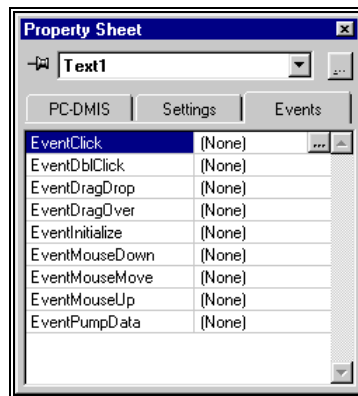 Property Sheet
Text1
...
PC-DMIS Settings Events
EventClick (None) ...
EventDblClick (None)
EventDragDrop (None)
EventDragOver (None)
EventInitialize (None)
EventMouseDown (None)
EventMouseMove (None)
EventMouseUp (None)
EventPumpData (None)